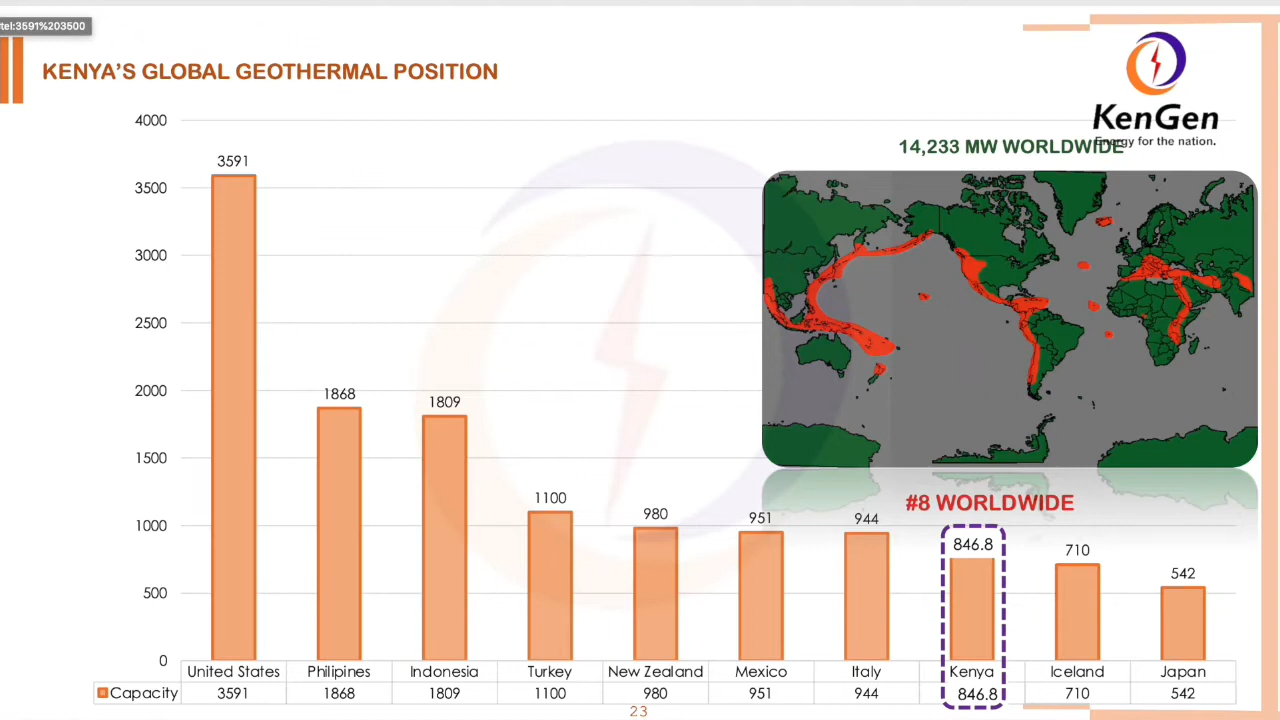 tel:3591%203500
KENYA'S GLOBAL GEOTHERMAL POSITION
KenGen
Energy for the nation.
14,233 MW WORLDWIDE
#8 WORLDWIDE
4000
3500
3000
2500
2000
1500
1000
500
0
3591
1868
1809
1100
980
951
944
846.8
710
542
United States Philipines Indonesia Turkey New Zealand Mexico Italy Kenya Iceland Japan
Capacity 3591 1868 1809 1100 980 951 944 846.8 710 542
23